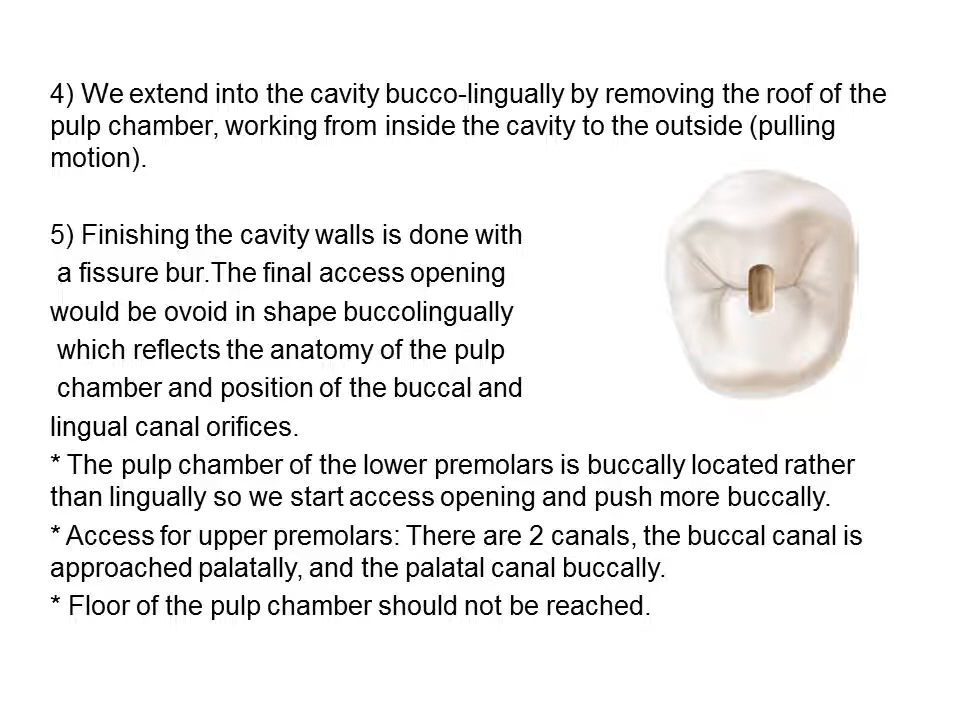 4) We extend into the cavity bucco-lingually by removing the roof of the
pulp chamber, working from inside the cavity to the outside (pulling
motion).
5) Finishing the cavity walls is done with
a fissure bur.The final access opening
would be ovoid in shape buccolingually
which reflects the anatomy of the pulp
chamber and position of the buccal and
lingual canal orifices.
* The pulp chamber of the lower premolars is buccally located rather
than lingually so we start access opening and push more buccally.
* Access for upper premolars: There are 2 canals, the buccal canal is
approached palatally, and the palatal canal buccally.
* Floor of the pulp chamber should not be reached.